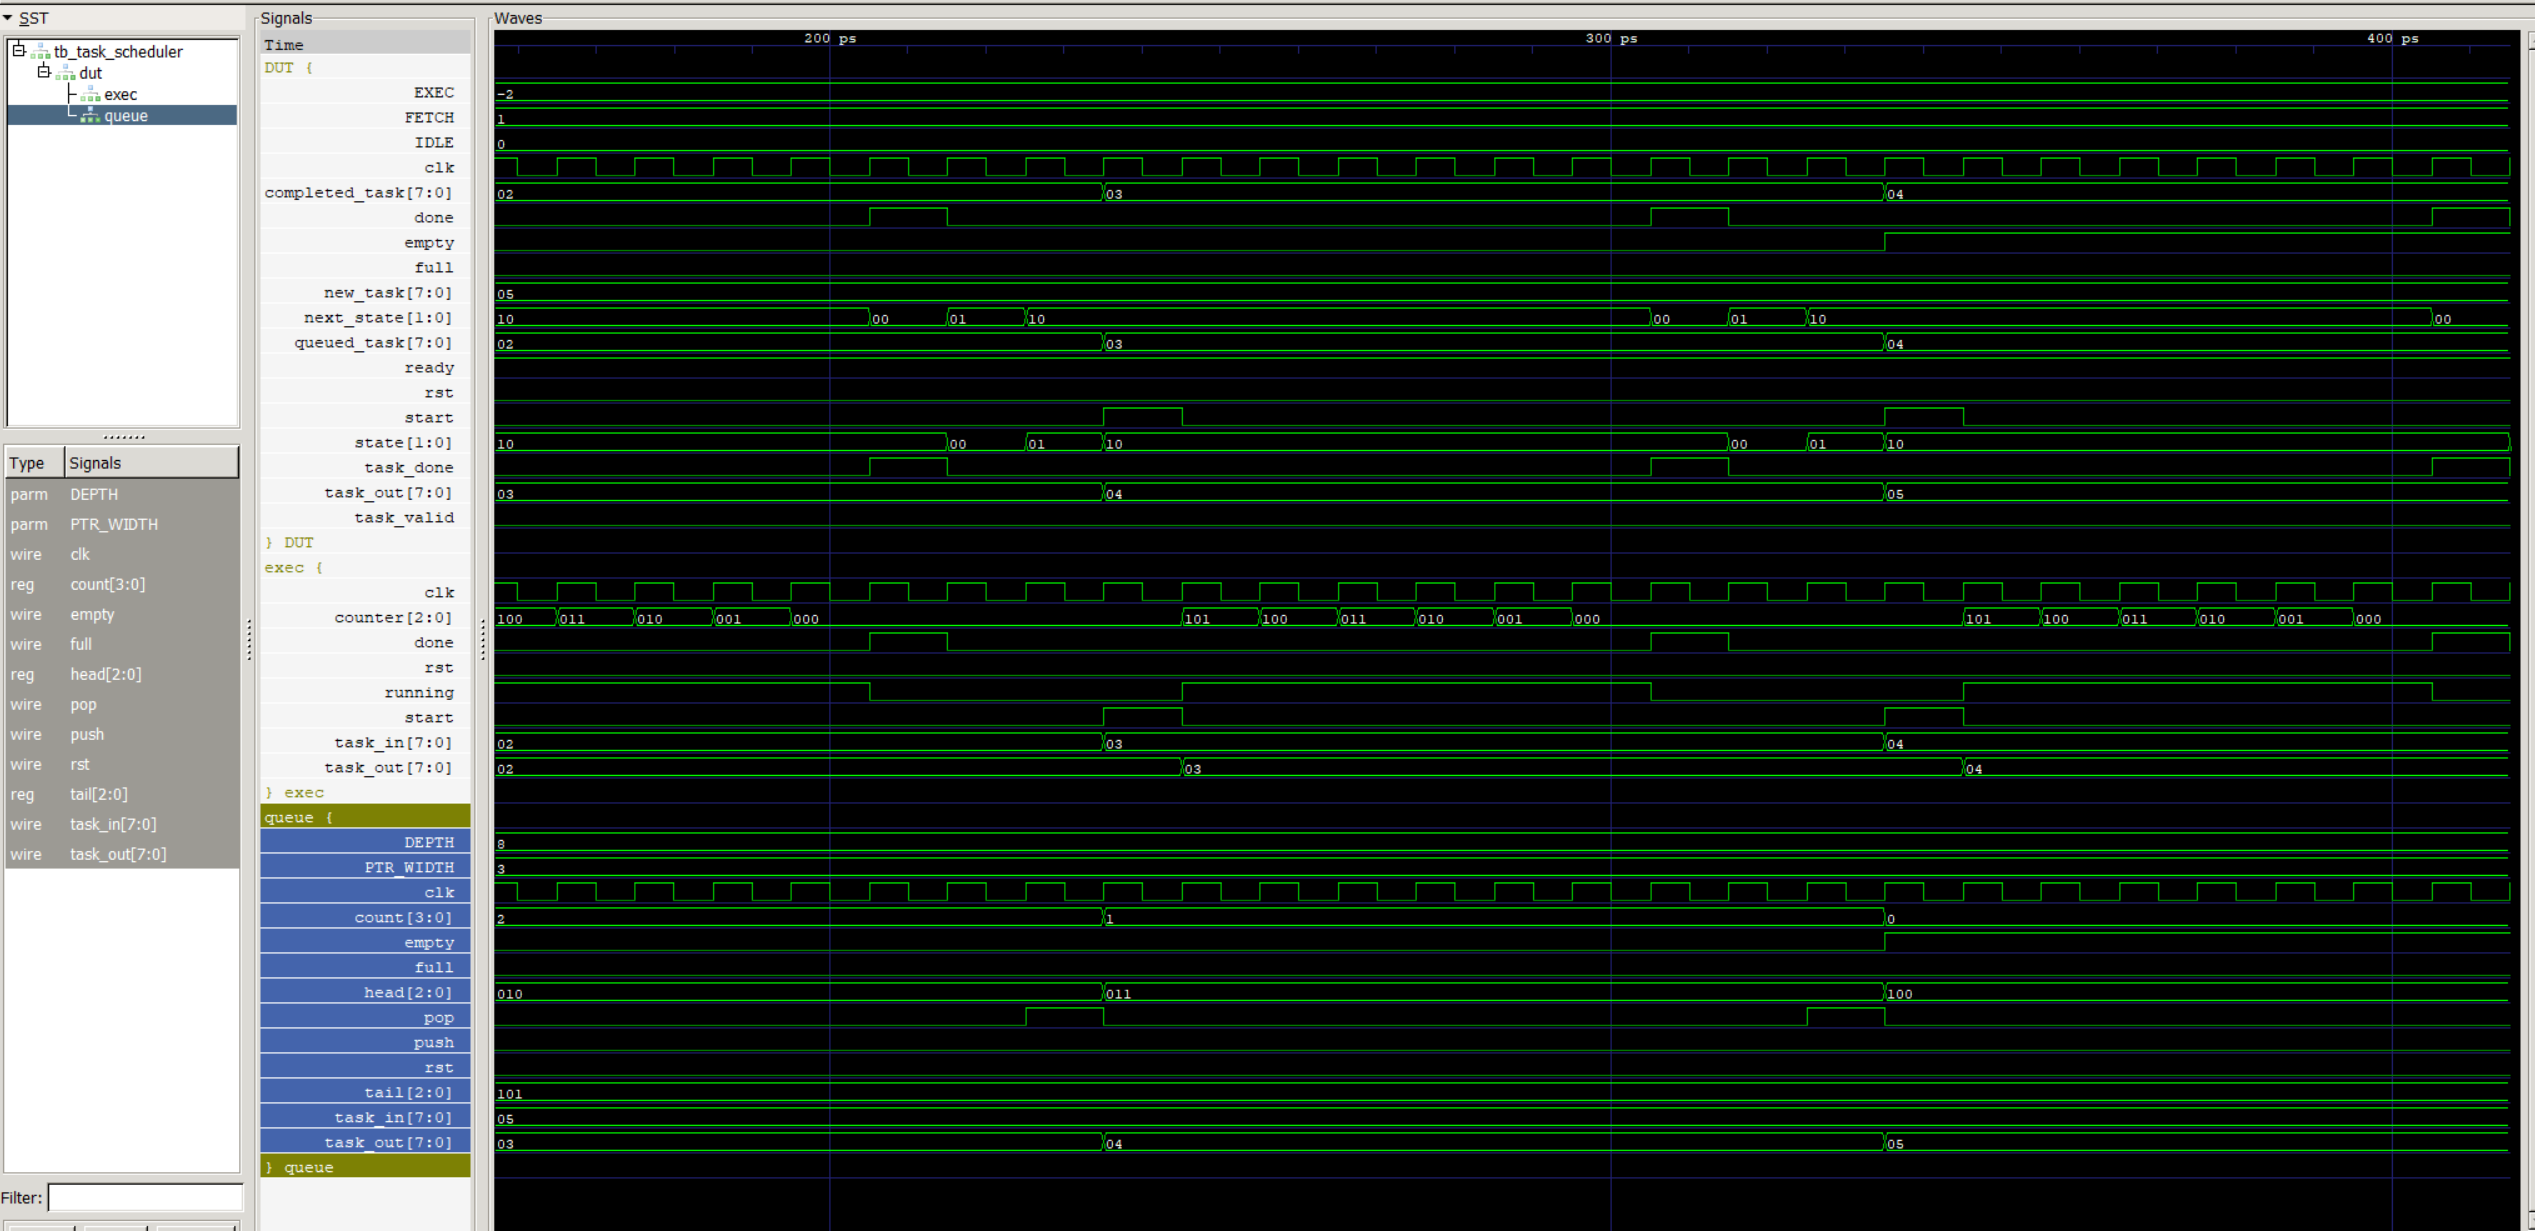 SST
tb_task_scheduler
dut
exec
queue
Type Signals
parm DEPTH
parm PTR_WIDTH
wire clk
reg count[3:0]
wire empty
wire full
reg head[2:0]
wire pop
wire push
wire rst
reg tail[2:0]
wire task_in[7:0]
wire task_out[7:0]
Filter:
Signals
Waves
Time 200 ps 300 ps 400 ps
DUT {
EXEC -2
FETCH 1
IDLE 0
clk
completed_task[7:0] 02 03 04
done
empty
full
new_task[7:0] 05
next_state[1:0] 10 00 01 10 00 01 10 00
queued_task[7:0] 02 03 04
ready
rst
start
state[1:0] 10 00 01 10 00 01 10
task_done
task_out[7:0] 03 04 05
task_valid
} DUT
exec {
clk
counter[2:0] 100 011 010 001 000 101 100 011 010 001 000 101 100 011 010 001 000
done
rst
running
start
task_in[7:0] 02 03 04
task_out[7:0] 02 03 04
} exec
queue {
DEPTH 8
PTR_WIDTH 3
clk
count[3:0] 2 1 0
empty
full
head[2:0] 010 011 100
pop
push
rst
tail[2:0] 101
task_in[7:0] 05
task_out[7:0] 03 04 05
} queue